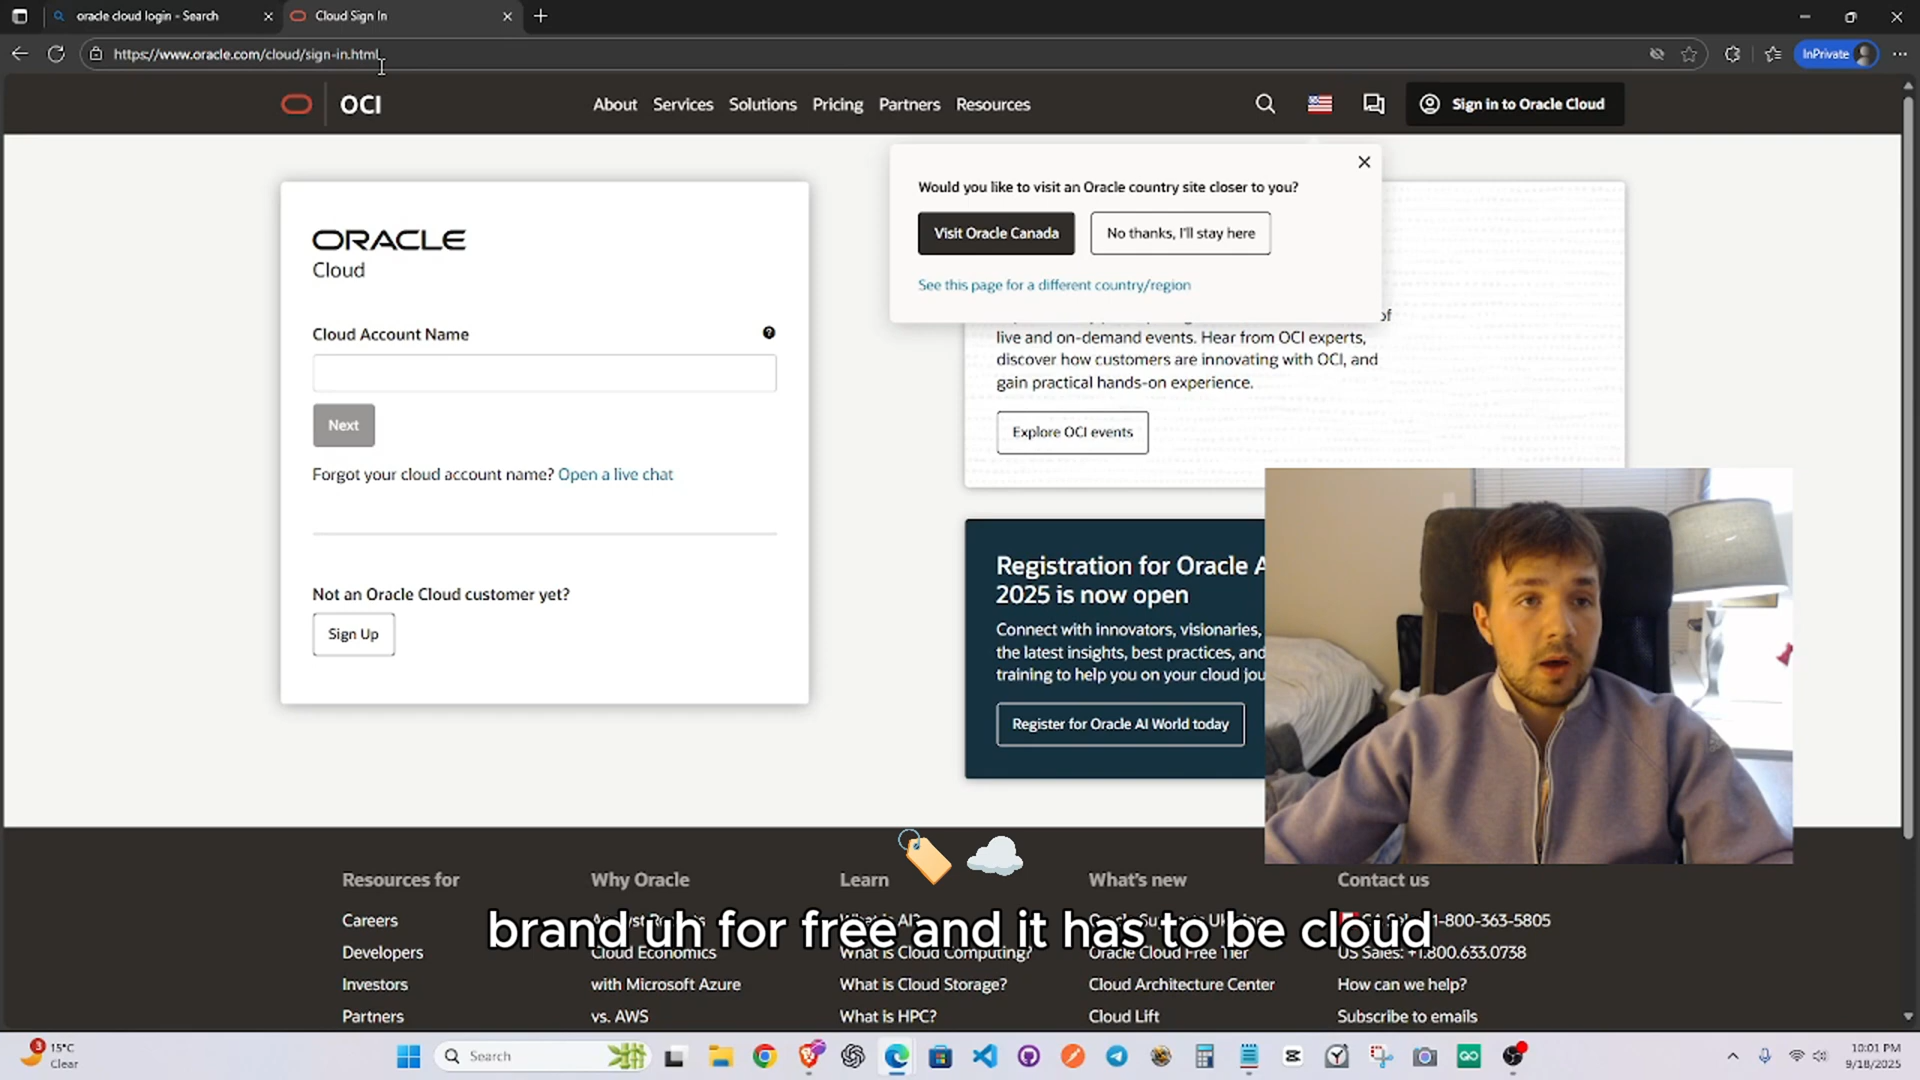 oracle cloud login - Search
Cloud Sign In
https://www.oracle.com/cloud/sign-in.html
InPrivate
OCI
About
Services
Solutions
Pricing
Partners
Resources
Sign in to Oracle Cloud
Would you like to visit an Oracle country site closer to you?
Visit Oracle Canada
No thanks, I'll stay here
See this page for a different country/region
ORACLE
Cloud
Cloud Account Name
Next
Forgot your cloud account name? Open a live chat
Not an Oracle Cloud customer yet?
Sign Up
of
live and on-demand events. Hear from OCI experts,
discover how customers are innovating with OCI, and
gain practical hands-on experience.
Explore OCI events
Registration for Oracle A
2025 is now open
Connect with innovators, visionaries,
the latest insights, best practices, and
training to help you on your cloud jou
Register for Oracle AI World today
brand uh for free and it has to be cloud
Resources for
Careers
Developers
Investors
Partners
Why Oracle
Cloud Economics
with Microsoft Azure
vs. AWS
Learn
What is Cloud Computing?
What is Cloud Storage?
What is HPC?
What's new
Oracle Cloud Free Tier
Cloud Architecture Center
Cloud Lift
Contact us
1-800-363-5805
US Sales: +1.800.633.0738
How can we help?
Subscribe to emails
3
15°C
Clear
Search
10:01 PM
9/18/2025